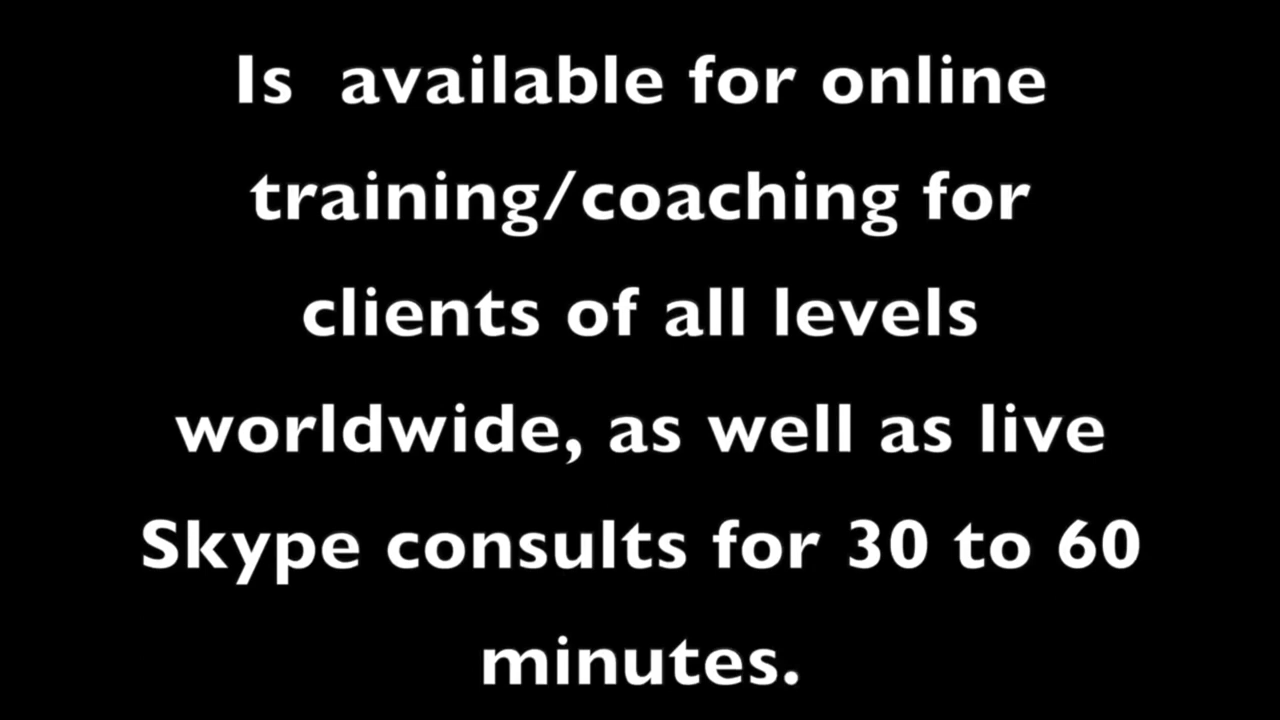 Is  available for online
training/coaching for
clients of all levels
worldwide, as well as live
Skype consults for 30 to 60
minutes.